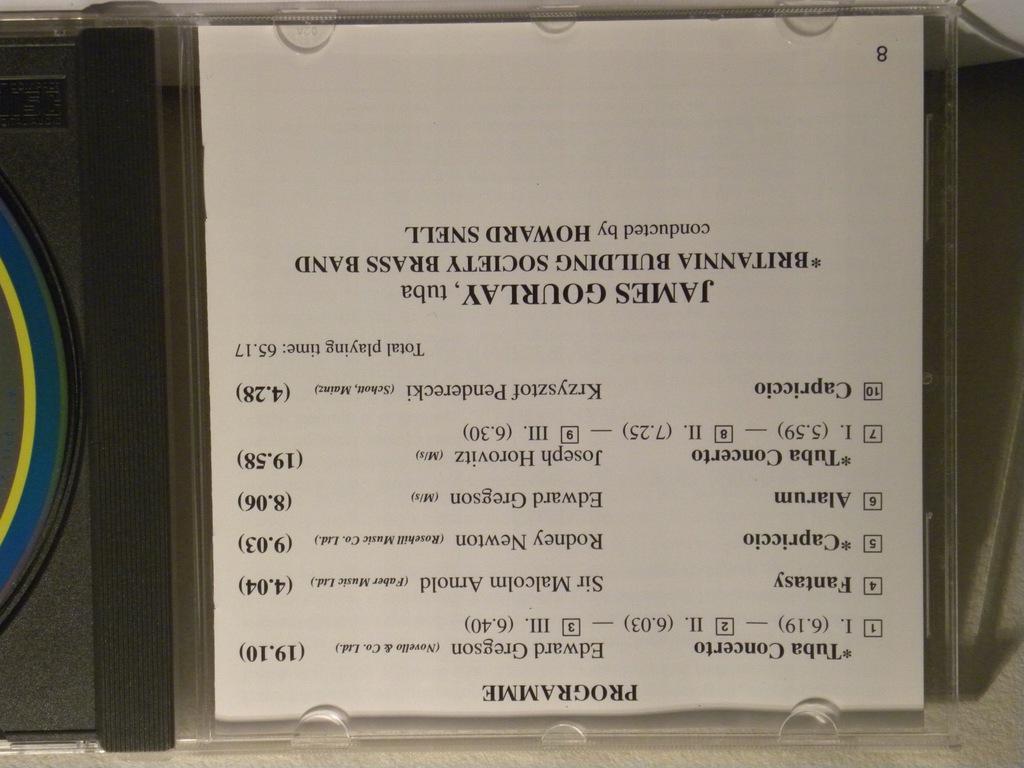 PROGRAMME
*Tuba Concerto Edward Gregson (Novello & Co. Ltd.) (19.10)
1 I. (6.19) — 2 II. (6.03) — 3 III. (6.40)
4 Fantasy Sir Malcolm Arnold (Faber Music Ltd.) (4.04)
5 *Capriccio Rodney Newton (Rosehill Music Co. Ltd.) (9.03)
6 Alarum Edward Gregson (M/s) (8.06)
*Tuba Concerto Joseph Horovitz (M/s) (19.58)
7 I. (5.59) — 8 II. (7.25) — 9 III. (6.30)
10 Capriccio Krzysztof Penderecki (Schott, Mainz) (4.28)
Total playing time: 65.17
JAMES GOURLAY, tuba
*BRITANNIA BUILDING SOCIETY BRASS BAND
conducted by HOWARD SNELL
8